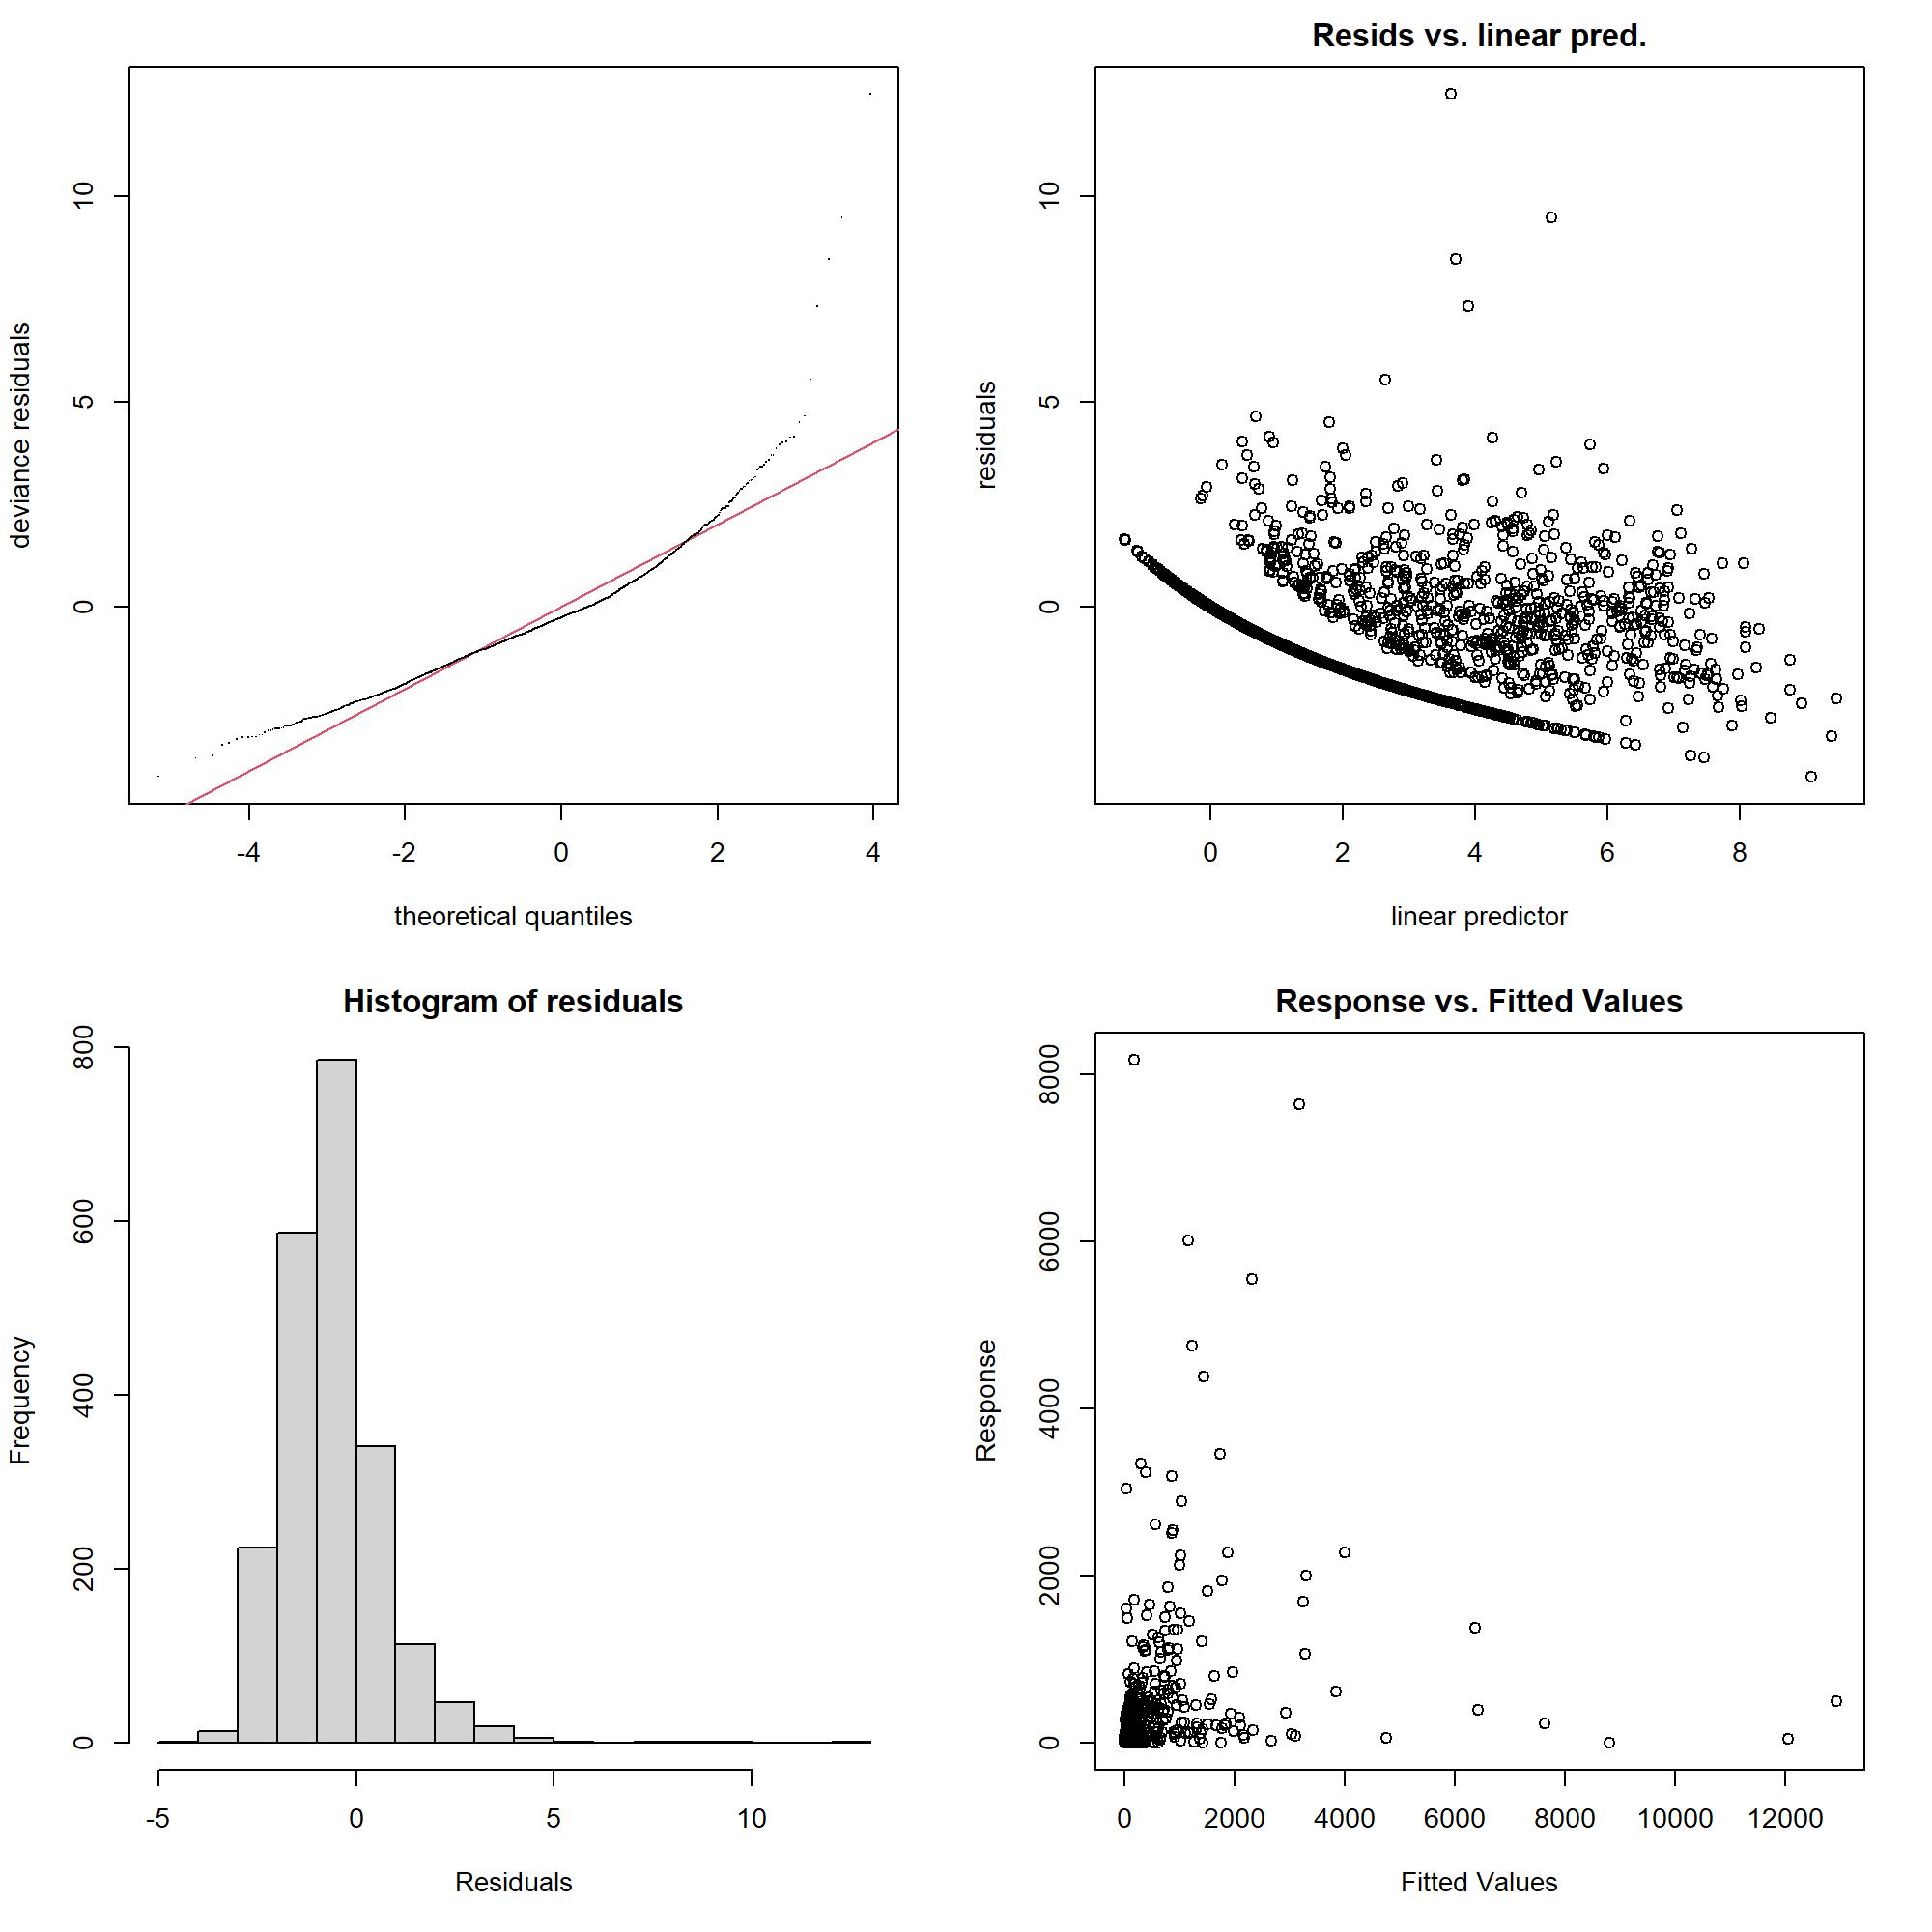 deviance residuals
10
5
0
-4 -2 0 2 4
theoretical quantiles
Resids vs. linear pred.
residuals
10
5
0
0 2 4 6 8
linear predictor
Histogram of residuals
Frequency
800
600
400
200
0
-5 0 5 10
Residuals
Response vs. Fitted Values
Response
8000
6000
4000
2000
0
0 2000 4000 6000 8000 10000 12000
Fitted Values